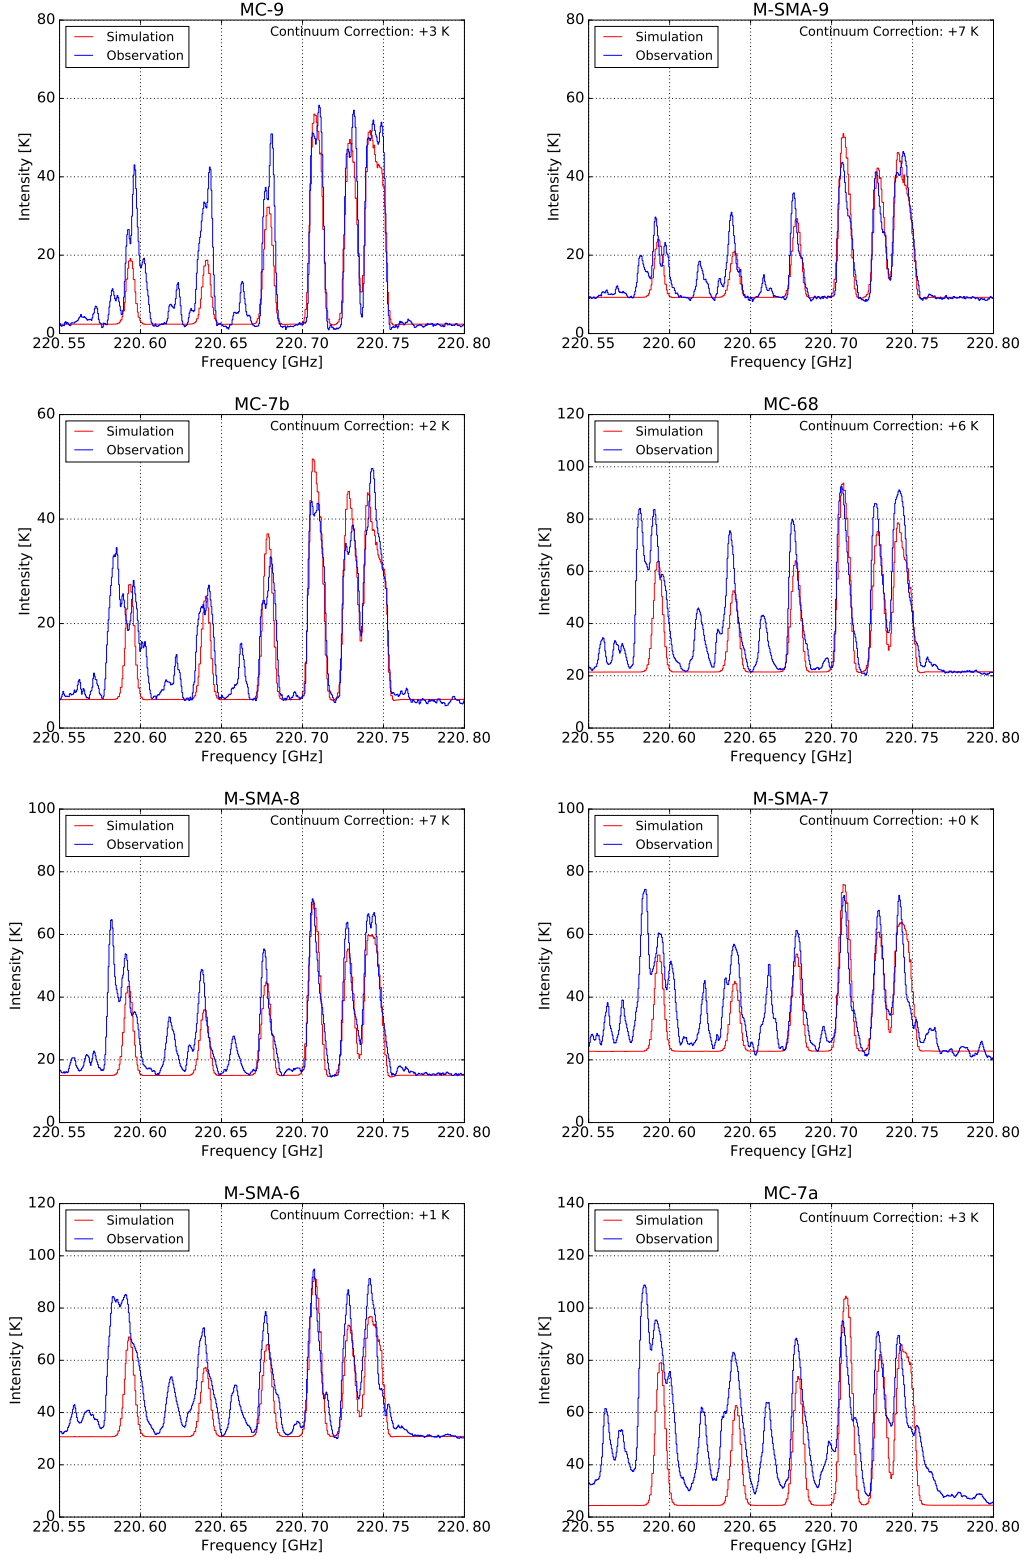 MC-9
Continuum Correction: +3 K
Simulation
Observation
80
60
40
20
0
Intensity [K]
220.55 220.60 220.65 220.70 220.75 220.80
Frequency [GHz]
M-SMA-9
Continuum Correction: +7 K
Simulation
Observation
80
60
40
20
0
Intensity [K]
220.55 220.60 220.65 220.70 220.75 220.80
Frequency [GHz]
MC-7b
Continuum Correction: +2 K
Simulation
Observation
60
40
20
0
Intensity [K]
220.55 220.60 220.65 220.70 220.75 220.80
Frequency [GHz]
MC-68
Continuum Correction: +6 K
Simulation
Observation
120
100
80
60
40
20
0
Intensity [K]
220.55 220.60 220.65 220.70 220.75 220.80
Frequency [GHz]
M-SMA-8
Continuum Correction: +7 K
Simulation
Observation
100
80
60
40
20
0
Intensity [K]
220.55 220.60 220.65 220.70 220.75 220.80
Frequency [GHz]
M-SMA-7
Continuum Correction: +0 K
Simulation
Observation
100
80
60
40
20
0
Intensity [K]
220.55 220.60 220.65 220.70 220.75 220.80
Frequency [GHz]
M-SMA-6
Continuum Correction: +1 K
Simulation
Observation
120
100
80
60
40
20
0
Intensity [K]
220.55 220.60 220.65 220.70 220.75 220.80
Frequency [GHz]
MC-7a
Continuum Correction: +3 K
Simulation
Observation
140
120
100
80
60
40
20
Intensity [K]
220.55 220.60 220.65 220.70 220.75 220.80
Frequency [GHz]